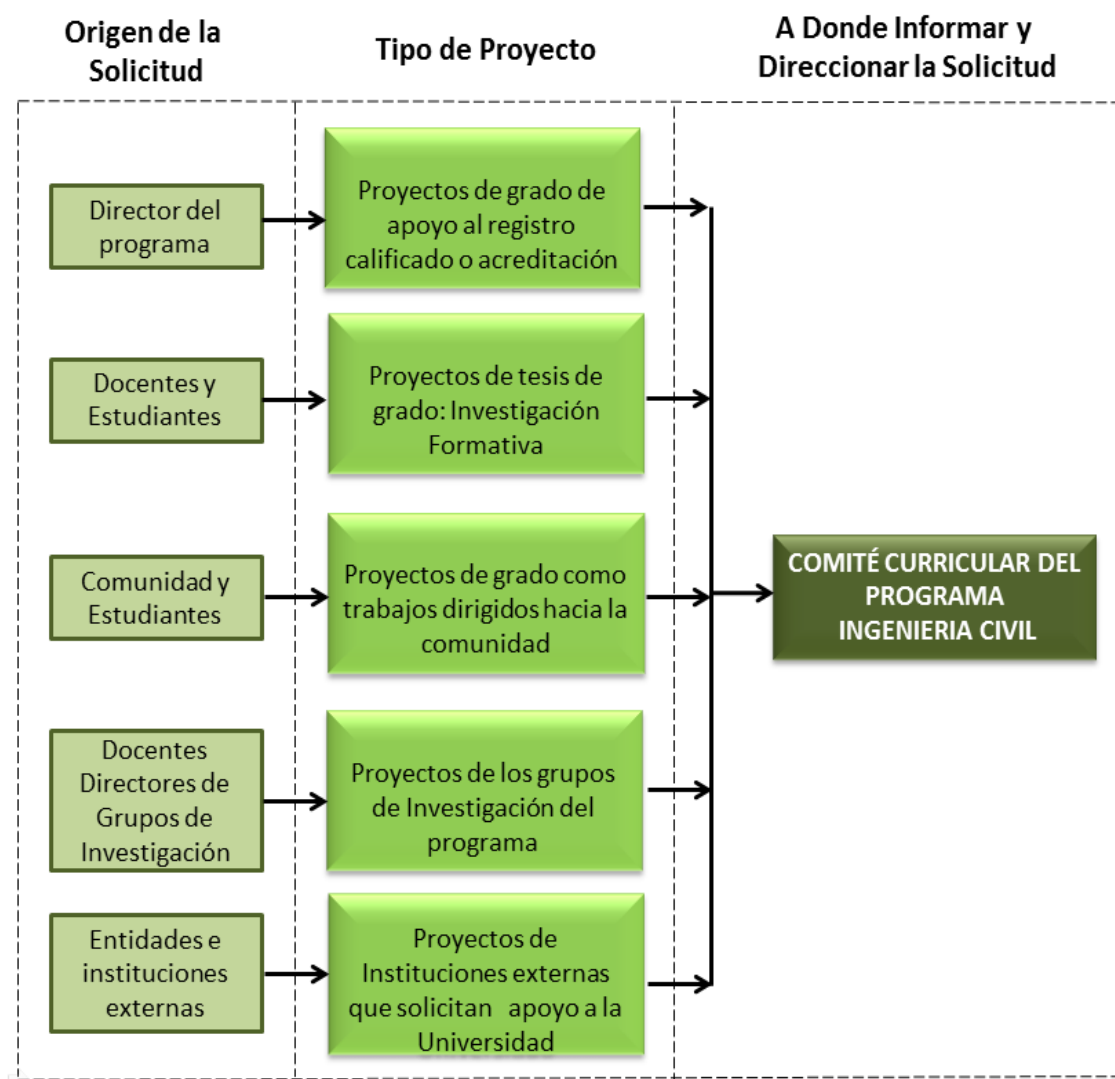 Origen de la
Solicitud
Tipo de Proyecto
A Donde Informar y
Direccionar la Solicitud
Director del
programa
Proyectos de grado de
apoyo al registro
calificado o acreditación
Docentes y
Estudiantes
Proyectos de tesis de
grado: Investigación
Formativa
Comunidad y
Estudiantes
Proyectos de grado como
trabajos dirigidos hacia la
comunidad
Docentes
Directores de
Grupos de
Investigación
Proyectos de los grupos
de Investigación del
programa
Entidades e
instituciones
externas
Proyectos de
Instituciones externas
que solicitan apoyo a la
Universidad
COMITÉ CURRICULAR DEL
PROGRAMA
INGENIERIA CIVIL